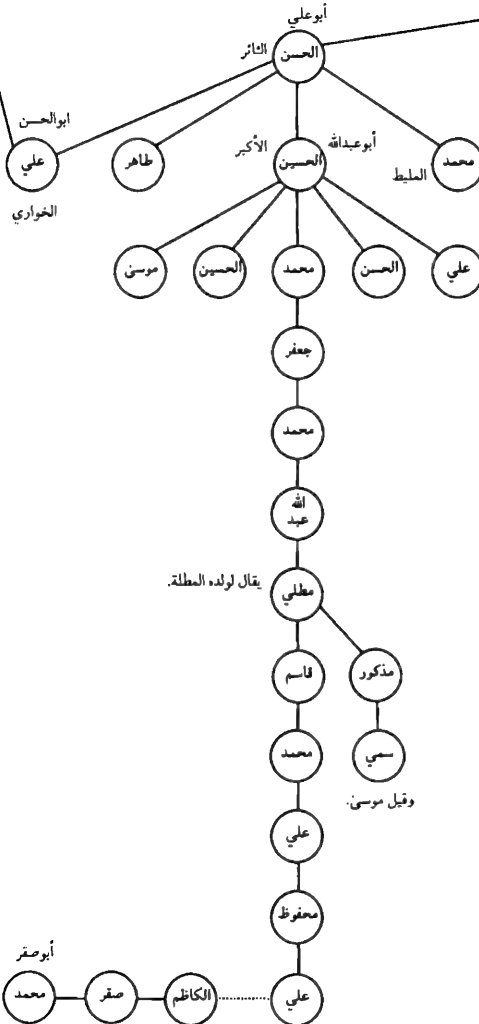 أبوعلي
الحسن
الثائر
محمد
المليط
أبوعبدالله
الحسين
الأكبر
طاهر
ابوالحسن
علي
الخواري
علي
الحسن
محمد
الحسين
موسىٰ
جعفر
محمد
الله
عبد
مطلي
يقال لولده المطلة.
مذكور
قاسم
سمي
وقيل موسىٰ.
محمد
علي
محفوظ
علي
الكاظم
صقر
أبوصقر
محمد